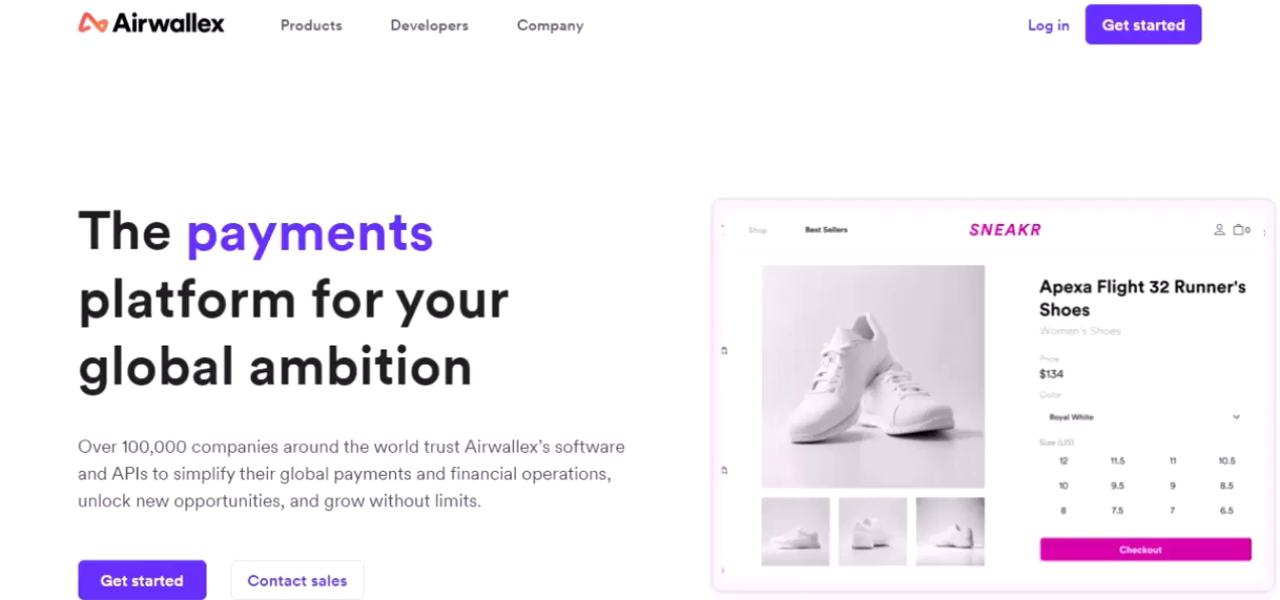 Airwallex
Products
Developers
Company
Log in
Get started
The payments
platform for your
global ambition
Over 100,000 companies around the world trust Airwallex's software
and APIs to simplify their global payments and financial operations,
unlock new opportunities, and grow without limits.
Get started
Contact sales
Shop
Best Sellers
SNEAKR
0
Apexa Flight 32 Runner's
Shoes
Women's Shoes
Price
$134
Color
Royal White
Size (US)
12 11.5 11 10.5
10 9.5 9 8.5
8 7.5 7 6.5
Checkout